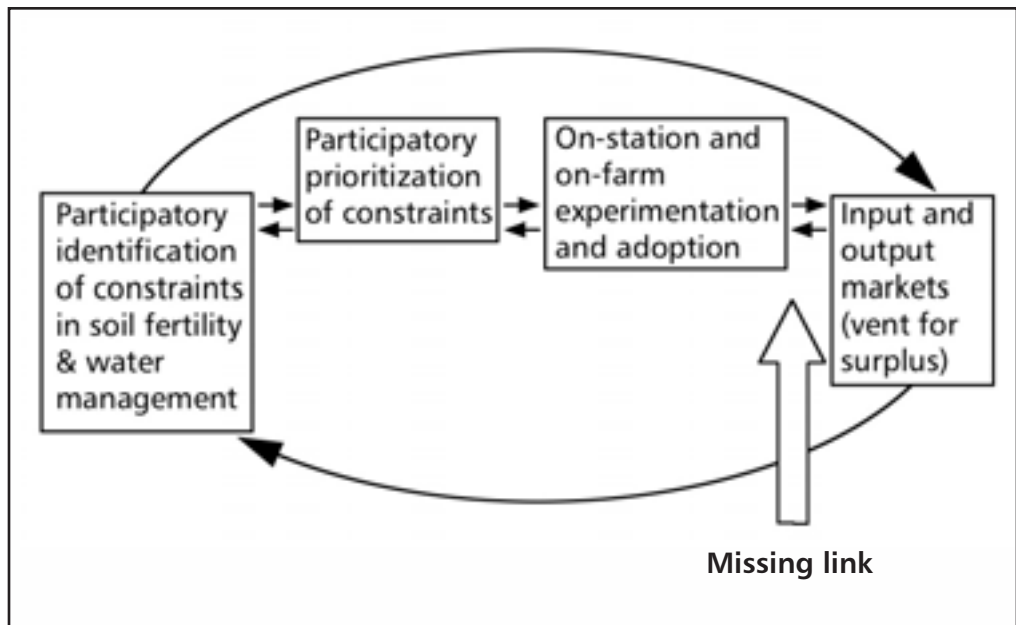 Participatory
identification
of constraints
in soil fertility
& water
management
Participatory
prioritization
of constraints
On-station and
on-farm
experimentation
and adoption
Input and
output
markets
(vent for
surplus)
Missing link